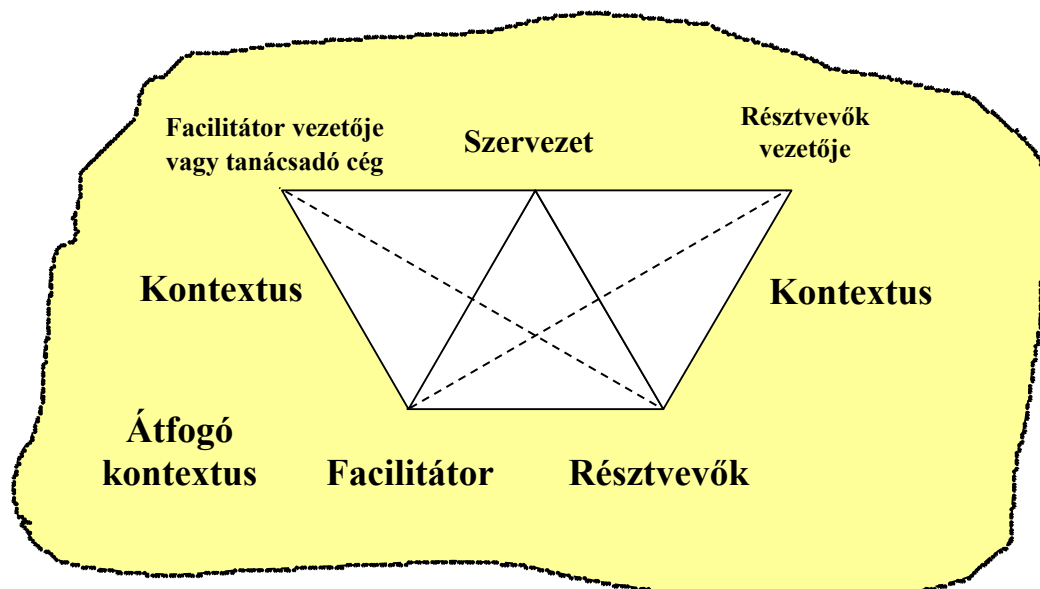 Facilitátor vezetője
vagy tanácsadó cég
Szervezet
Résztvevők
vezetője
Kontextus
Kontextus
Átfogó
kontextus
Facilitátor
Résztvevők